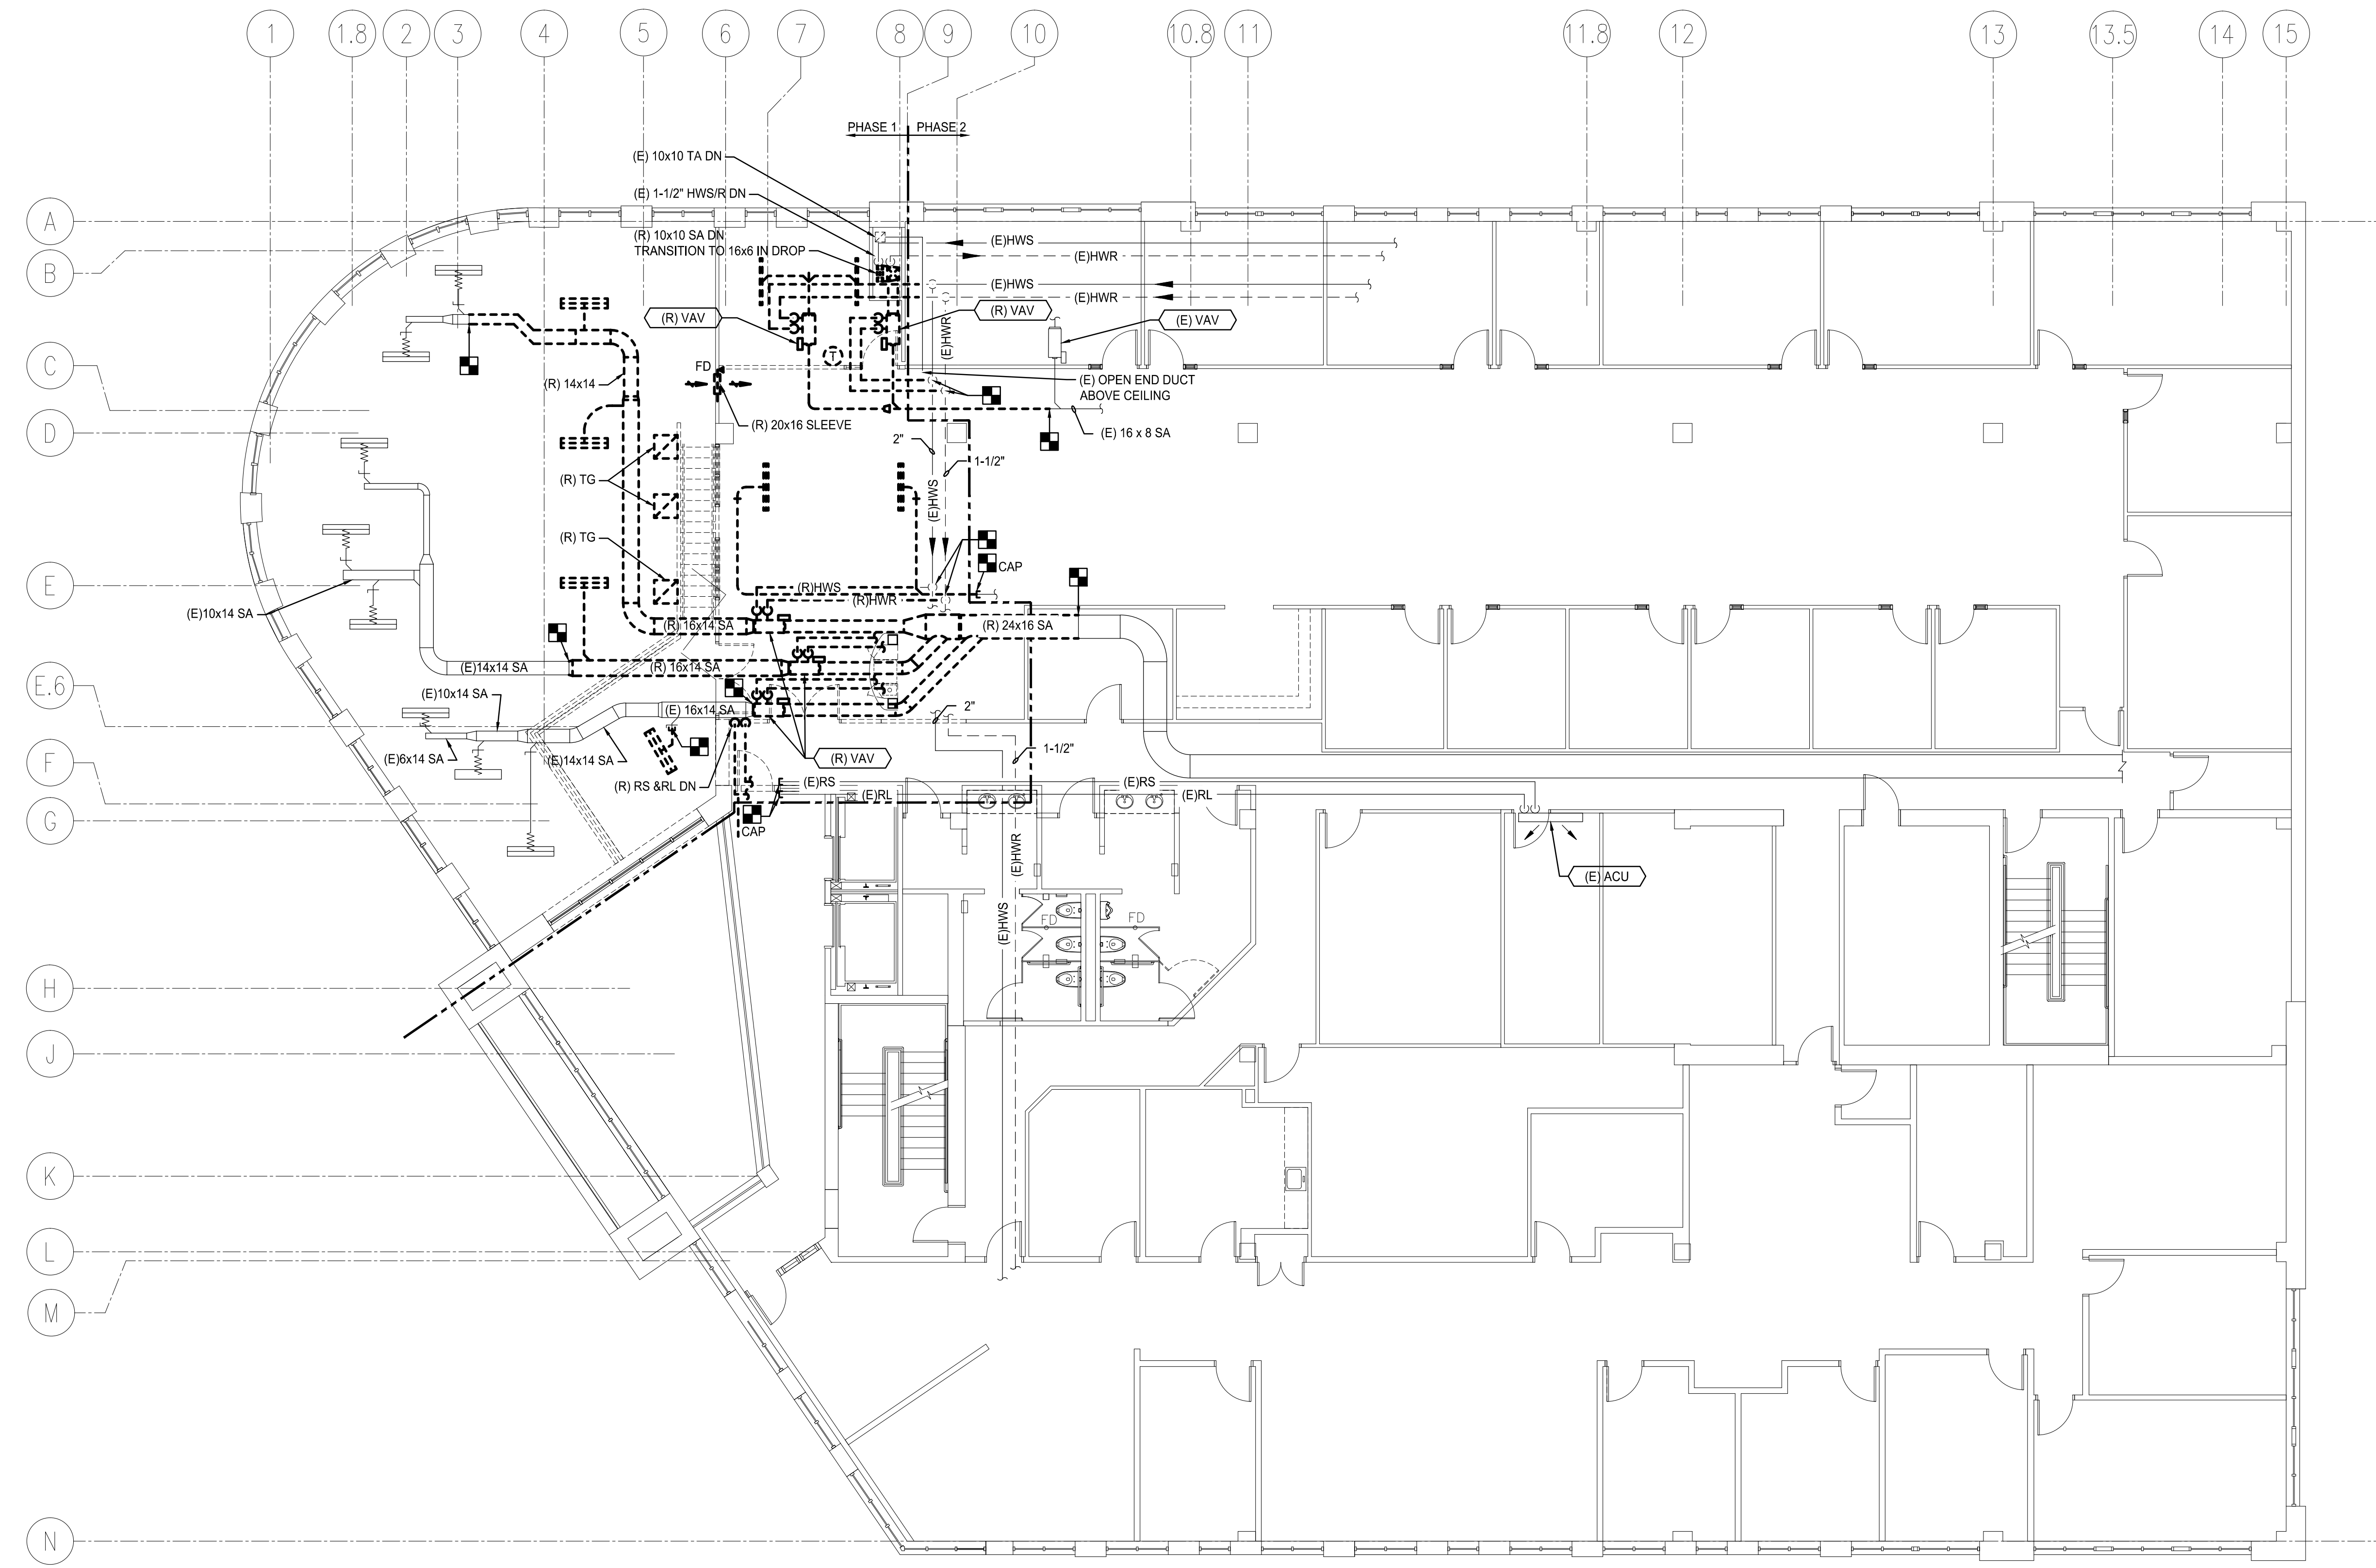 1
1.8
2
3
4
5
6
7
8
9
10
10.8
11
11.8
12
13
13.5
14
15
PHASE 1
PHASE 2
(E) 10x10 TA DN
(E) 1-1/2" HWS/R DN
A
(R) 10x10 SA DN
TRANSITION TO 16x6 IN DROP
(E)HWS
(E)HWR
B
(E)HWS
(E)HWR
(R) VAV
(R) VAV
(E) VAV
(E)HWR
T
C
FD
(R) 14x14
(E) OPEN END DUCT
ABOVE CEILING
(R) 20x16 SLEEVE
D
2"
(E) 16 x 8 SA
1-1/2"
(R) TG
(E)HWS
(R) TG
CAP
E
(R)HWS
(R)HWR
(E)10x14 SA
(R) 16x14 SA
(R) 24x16 SA
(E)14x14 SA
(R) 16x14 SA
E.6
(E)10x14 SA
(E) 16x14 SA
2"
1-1/2"
F
(E)6x14 SA
(E)14x14 SA
(R) VAV
(R) RS &RL DN
(E)RS
(E)RS
(E)RL
(E)RL
G
CAP
(E)HWR
(E) ACU
(E)HWS
FD
FD
H
J
K
L
M
N